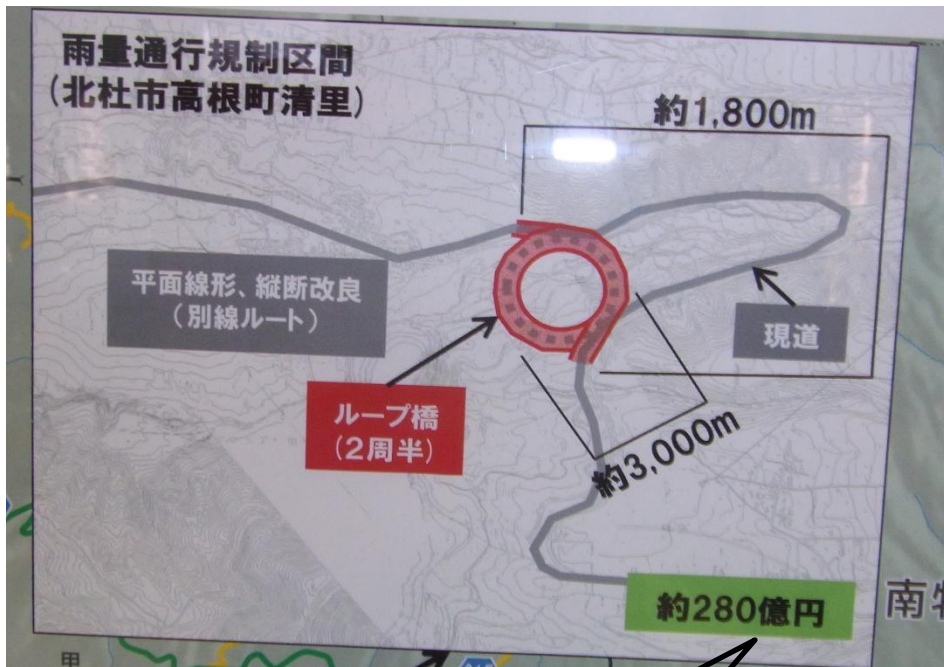 雨量通行規制区間
(北杜市高根町清里)
約1,800m
平面線形、縦断改良
(別線ルート)
現道
ループ橋
(2周半)
約3,000m
約280億円
南牧
甲